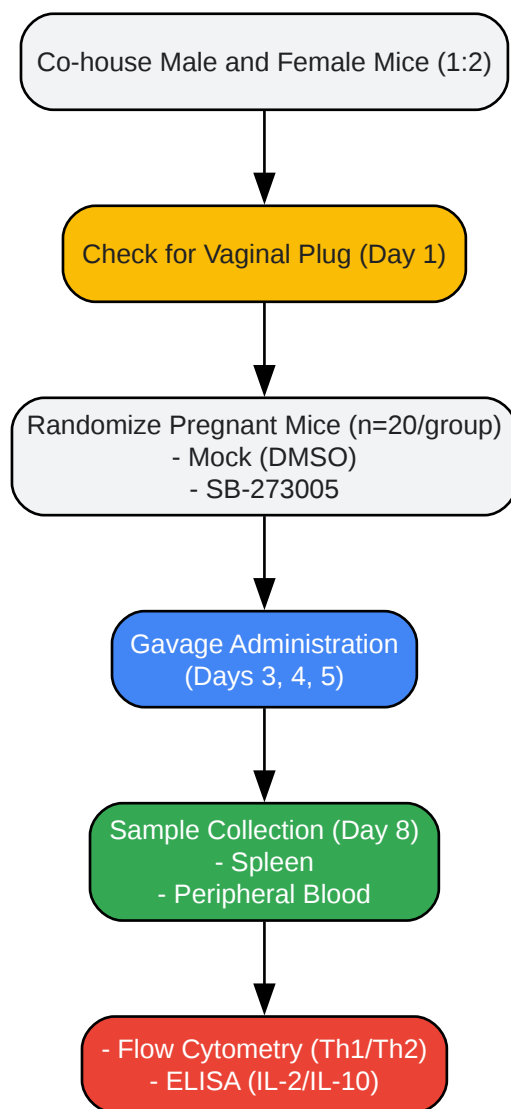 Co-house Male and Female Mice (1:2)
Check for Vaginal Plug (Day 1)
Randomize Pregnant Mice (n=20/group)
- Mock (DMSO)
- SB-273005
Gavage Administration
(Days 3, 4, 5)
Sample Collection (Day 8)
- Spleen
- Peripheral Blood
- Flow Cytometry (Th1/Th2)
- ELISA (IL-2/IL-10)